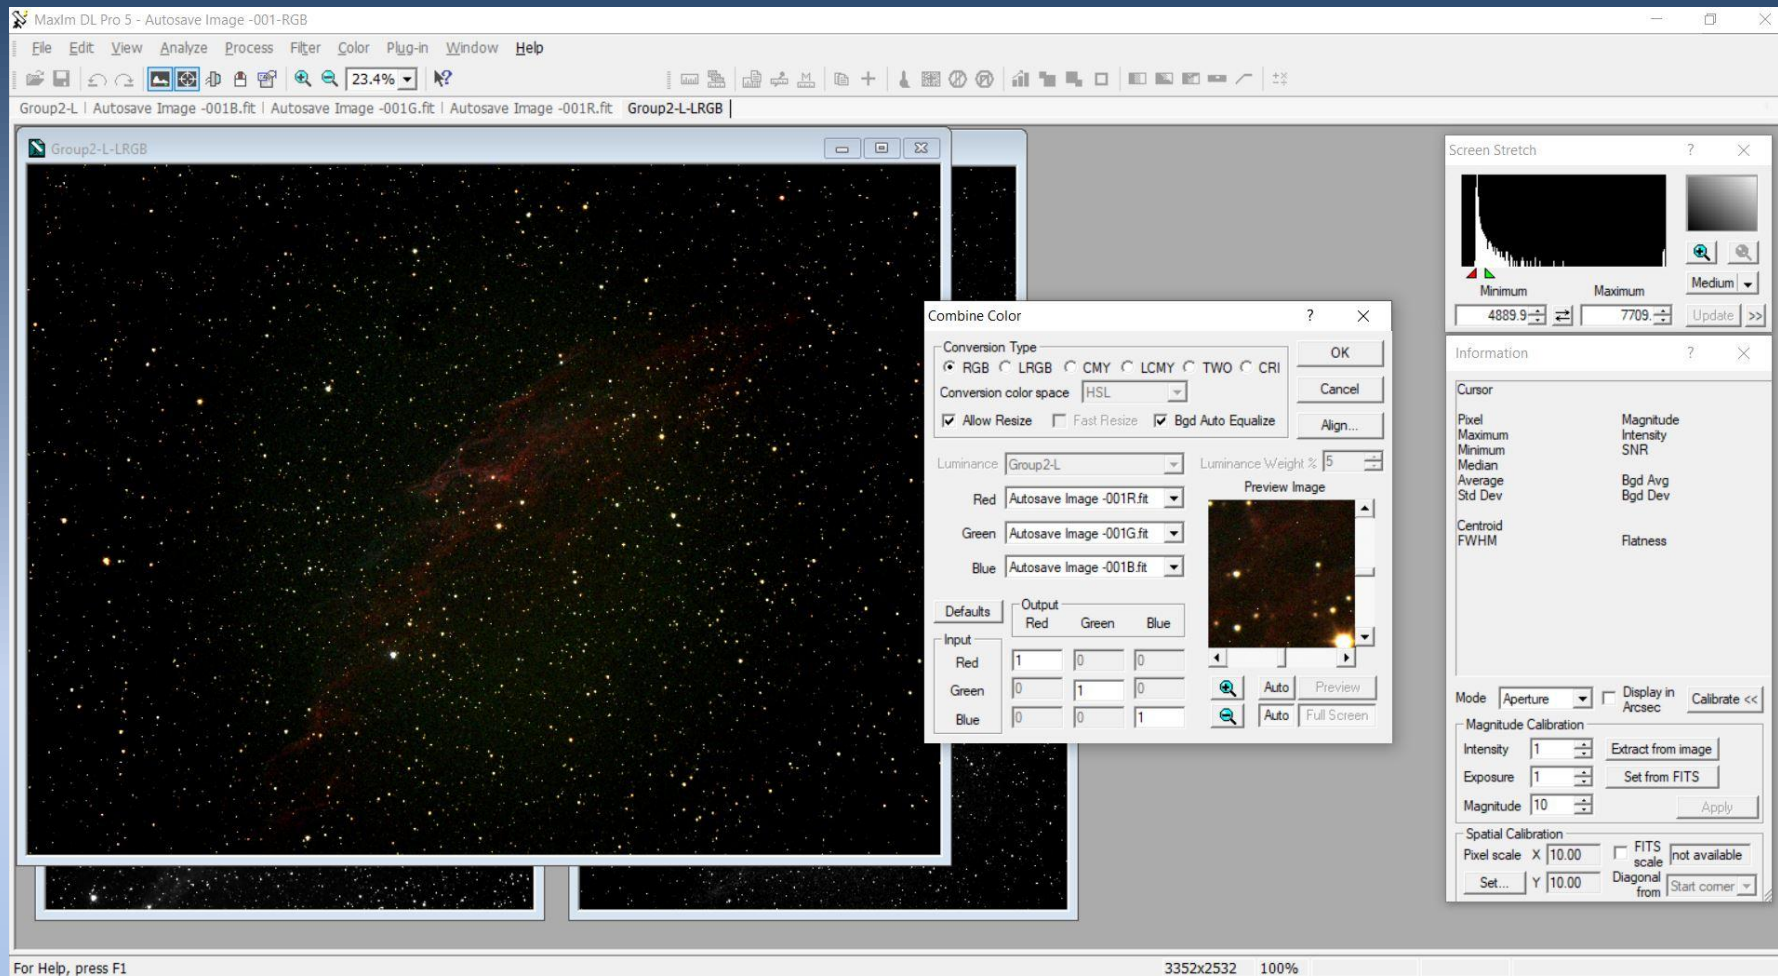 MaxIm DL Pro 5 - Autosave Image -001-RGB
File Edit View Analyze Process Filter Color Plug-in Window Help
23.4%
Group2-L | Autosave Image -001B.fit | Autosave Image -001G.fit | Autosave Image -001R.fit Group2-L-LRGB
Group2-L-LRGB
Combine Color ?
Conversion Type
RGB LRGB CMY LCMY TWO CRI
Conversion color space HSL
Allow Resize Fast Resize Bgd Auto Equalize
OK
Cancel
Align...
Luminance Group2-L Luminance Weight % 5
Red Autosave Image -001R.fit
Green Autosave Image -001G.fit
Blue Autosave Image -001B.fit
Preview Image
Defaults
Output
Red Green Blue
Input
Red 1 0 0
Green 0 1 0
Blue 0 0 1
Auto Preview
Auto Full Screen
Screen Stretch ?
Medium
Minimum Maximum
4889.9 7709. Update >>
Information ?
Cursor
Pixel Magnitude
Maximum Intensity
Minimum SNR
Median
Average Bgd Avg
Std Dev Bgd Dev
Centroid
FWHM Flatness
Mode Aperture Display in Arcsec Calibrate <<
Magnitude Calibration
Intensity 1 Extract from image
Exposure 1 Set from FITS
Magnitude 10 Apply
Spatial Calibration
Pixel scale X 10.00 FITS scale not available
Set... Y 10.00 Diagonal from Start corner
For Help, press F1 3352x2532 100%